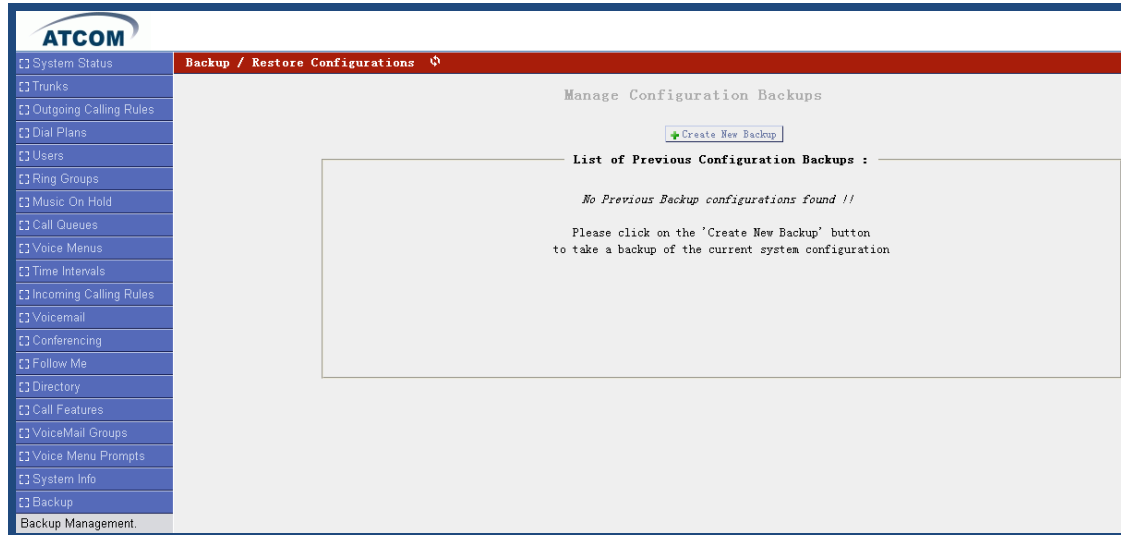 ATCOM
System Status
Trunks
Outgoing Calling Rules
Dial Plans
Users
Ring Groups
Music On Hold
Call Queues
Voice Menus
Time Intervals
Incoming Calling Rules
Voicemail
Conferencing
Follow Me
Directory
Call Features
VoiceMail Groups
Voice Menu Prompts
System Info
Backup
Backup Management.
Backup / Restore Configurations
Manage Configuration Backups
Create New Backup
List of Previous Configuration Backups :
No Previous Backup configurations found !!
Please click on the 'Create New Backup' button
to take a backup of the current system configuration